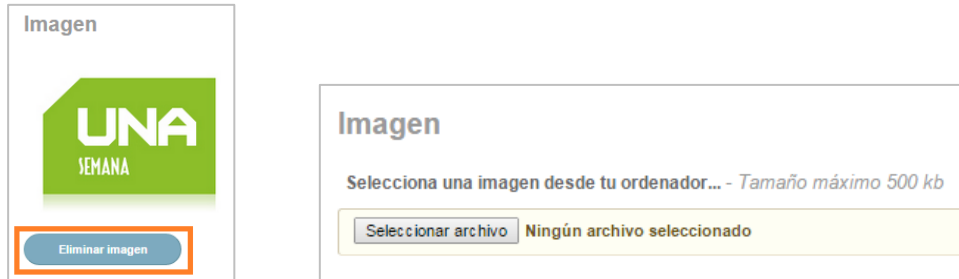 Imagen
UNA
SEMANA
Eliminar imagen
Imagen
Selecciona una imagen desde tu ordenador... - Tamaño máximo 500 kb
Seleccionar archivo Ningún archivo seleccionado